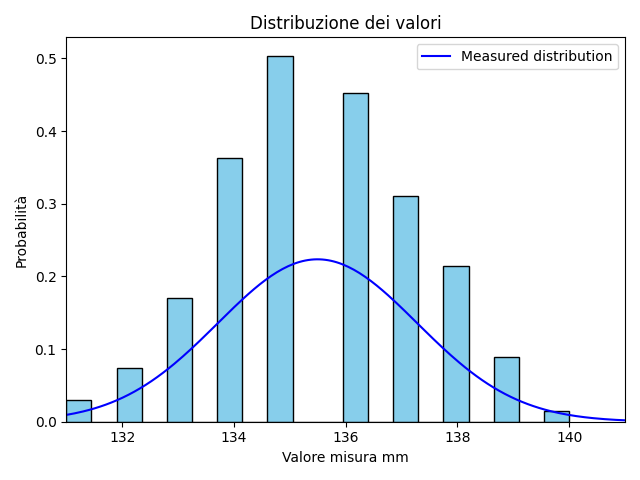 Distribuzione dei valori
Measured distribution
Probabilità
0.5
0.4
0.3
0.2
0.1
0.0
132 134 136 138 140
Valore misura mm